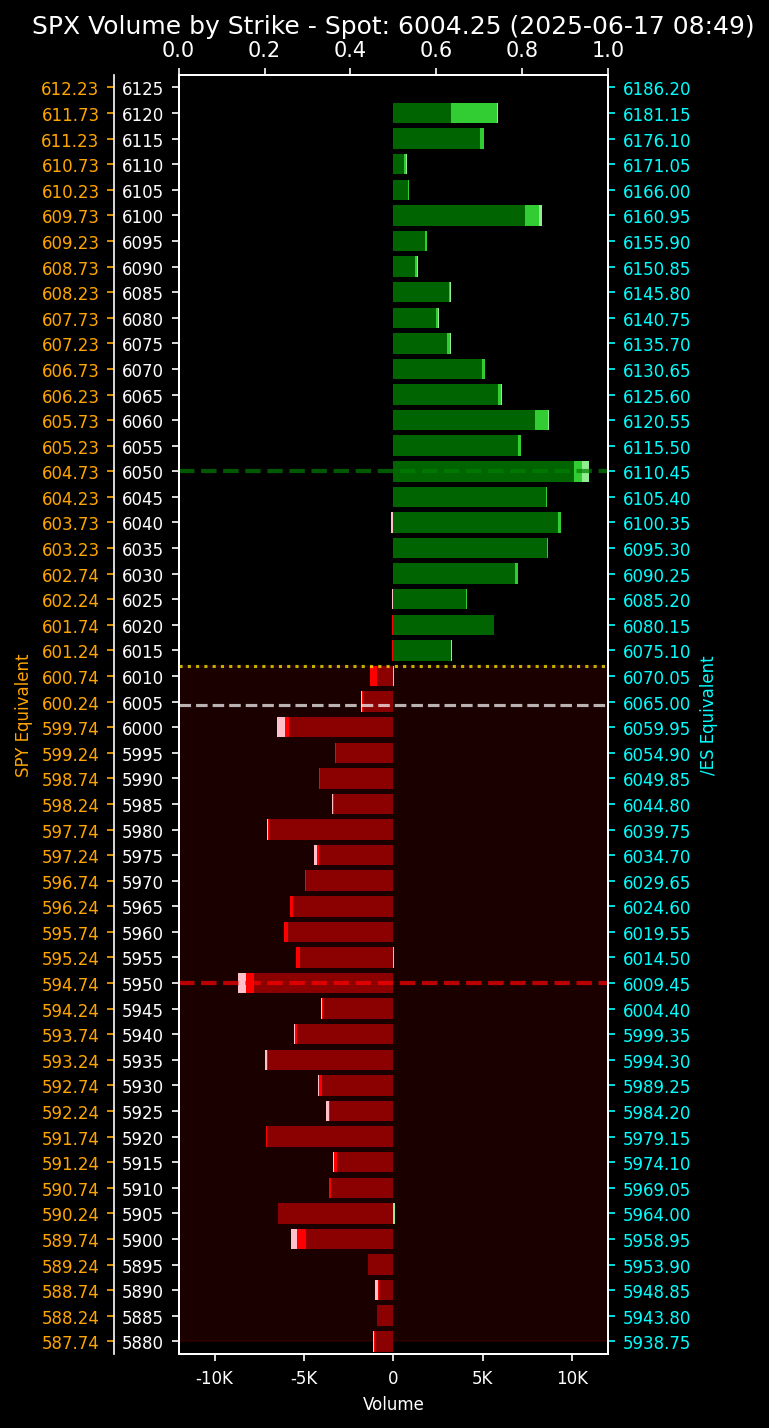 SPX Volume by Strike - Spot: 6004.25 (2025-06-17 08:49)
0.0 0.2 0.4 0.6 0.8 1.0
612.23 6125 6186.20
611.73 6120 6181.15
611.23 6115 6176.10
610.73 6110 6171.05
610.23 6105 6166.00
609.73 6100 6160.95
609.23 6095 6155.90
608.73 6090 6150.85
608.23 6085 6145.80
607.73 6080 6140.75
607.23 6075 6135.70
606.73 6070 6130.65
606.23 6065 6125.60
605.73 6060 6120.55
605.23 6055 6115.50
604.73 6050 6110.45
604.23 6045 6105.40
603.73 6040 6100.35
603.23 6035 6095.30
602.74 6030 6090.25
602.24 6025 6085.20
601.74 6020 6080.15
601.24 6015 6075.10
600.74 6010 6070.05
600.24 6005 6065.00
599.74 6000 6059.95
599.24 5995 6054.90
598.74 5990 6049.85
598.24 5985 6044.80
597.74 5980 6039.75
597.24 5975 6034.70
596.74 5970 6029.65
596.24 5965 6024.60
595.74 5960 6019.55
595.24 5955 6014.50
594.74 5950 6009.45
594.24 5945 6004.40
593.74 5940 5999.35
593.24 5935 5994.30
592.74 5930 5989.25
592.24 5925 5984.20
591.74 5920 5979.15
591.24 5915 5974.10
590.74 5910 5969.05
590.24 5905 5964.00
589.74 5900 5958.95
589.24 5895 5953.90
588.74 5890 5948.85
588.24 5885 5943.80
587.74 5880 5938.75
SPY Equivalent
/ES Equivalent
-10K -5K 0 5K 10K
Volume